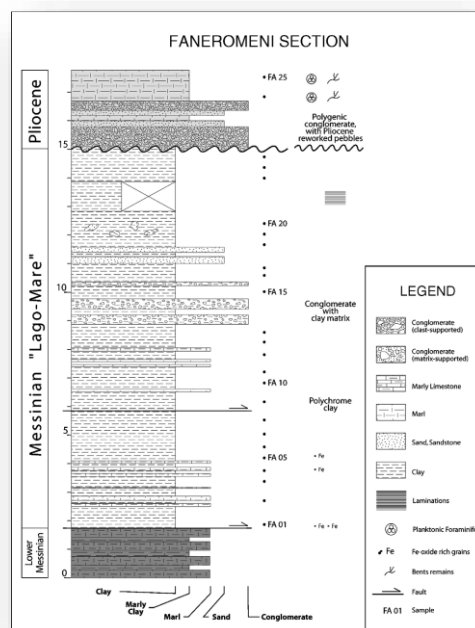 FANEROMENI SECTION
Pliocene
Messinian "Lago-Mare"
Lower
Messinian
15
10
5
0
FA 25
FA 20
FA 15
FA 10
FA 05
FA 01
Polygenic
conglomerate,
with Pliocene
reworked pebbles
Conglomerate
with
clay matrix
Polychrome
clay
Fe
Fe
Fe Fe
Clay
Marly
Clay
Marl
Sand
Conglomerate
LEGEND
Conglomerate
(clast-supported)
Conglomerate
(matrix-supported)
Marly Limestone
Marl
Sand, Sandstone
Clay
Laminations
Planktonic Foraminife
Fe Fe-oxide rich grains
Bents remains
Fault
FA 01 Sample